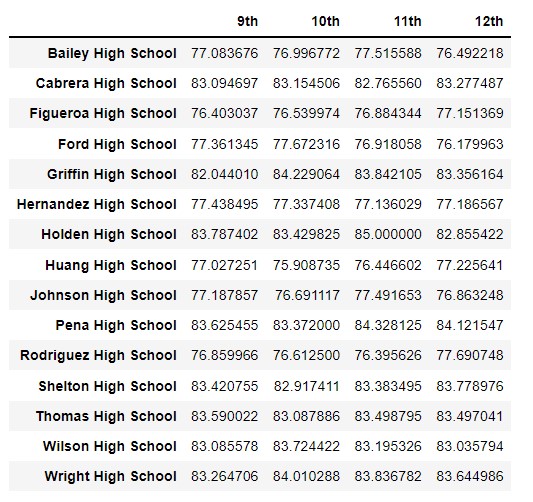 9th 10th 11th 12th
Bailey High School 77.083676 76.996772 77.515588 76.492218
Cabrera High School 83.094697 83.154506 82.765560 83.277487
Figueroa High School 76.403037 76.539974 76.884344 77.151369
Ford High School 77.361345 77.672316 76.918058 76.179963
Griffin High School 82.044010 84.229064 83.842105 83.356164
Hernandez High School 77.438495 77.337408 77.136029 77.186567
Holden High School 83.787402 83.429825 85.000000 82.855422
Huang High School 77.027251 75.908735 76.446602 77.225641
Johnson High School 77.187857 76.691117 77.491653 76.863248
Pena High School 83.625455 83.372000 84.328125 84.121547
Rodriguez High School 76.859966 76.612500 76.395626 77.690748
Shelton High School 83.420755 82.917411 83.383495 83.778976
Thomas High School 83.590022 83.087886 83.498795 83.497041
Wilson High School 83.085578 83.724422 83.195326 83.035794
Wright High School 83.264706 84.010288 83.836782 83.644986